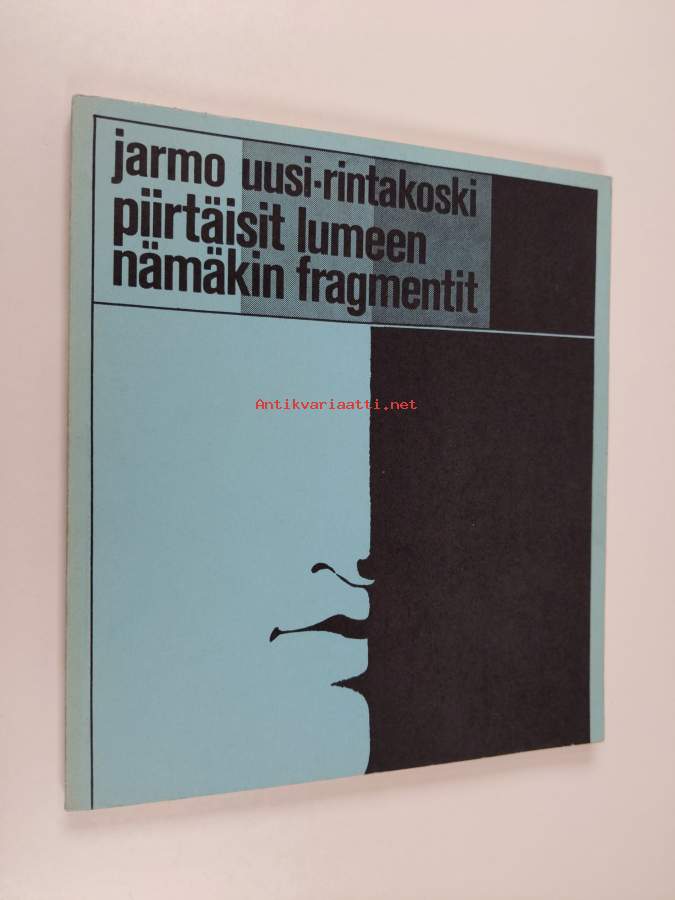 jarmo uusi-rintakoski
piirtäisit lumeen
nämäkin fragmentit
Antikvariaatti.net